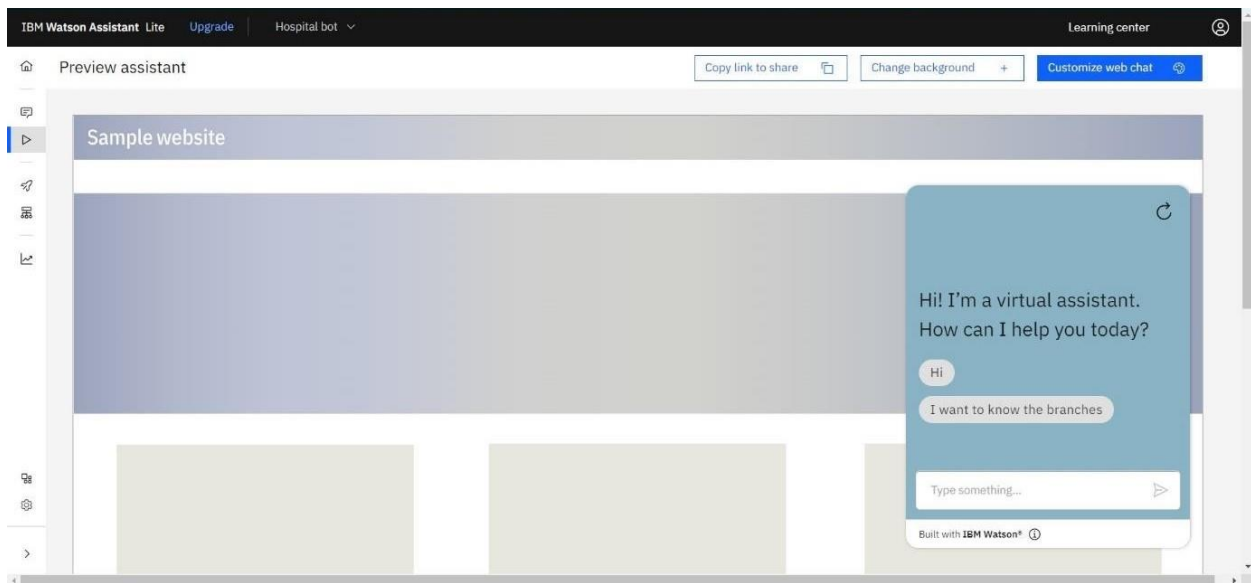 IBM Watson Assistant Lite Upgrade Hospital bot Learning center
Preview assistant Copy link to share Change background + Customize web chat
Sample website
Hi! I'm a virtual assistant.
How can I help you today?
Hi
I want to know the branches
Type something...
Built with IBM Watson®